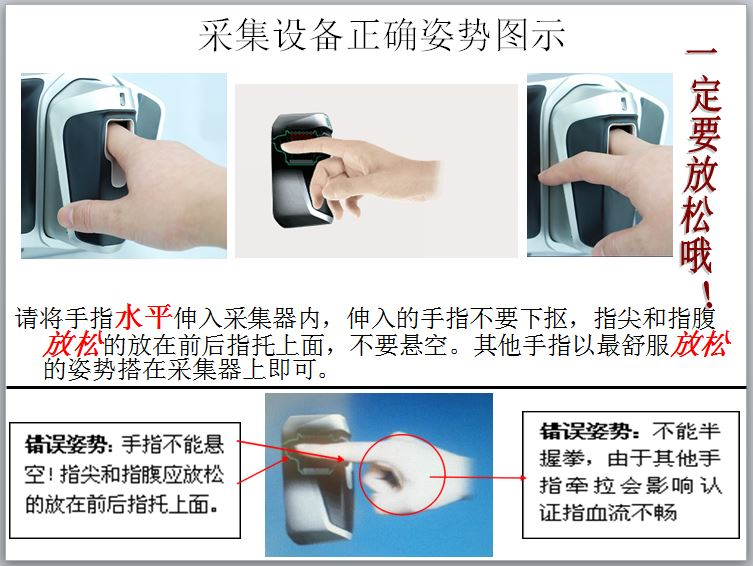 采集设备正确姿势图示
一定要放松哦！
请将手指水平伸入采集器内，伸入的手指不要下抠，指尖和指腹
放松的放在前后指托上面，不要悬空。其他手指以最舒服放松
的姿势搭在采集器上即可。
错误姿势：手指不能悬
空！指尖和指腹应放松
的放在前后指托上面。
错误姿势：不能半
握拳，由于其他手
指牵拉会影响认
证指血流不畅